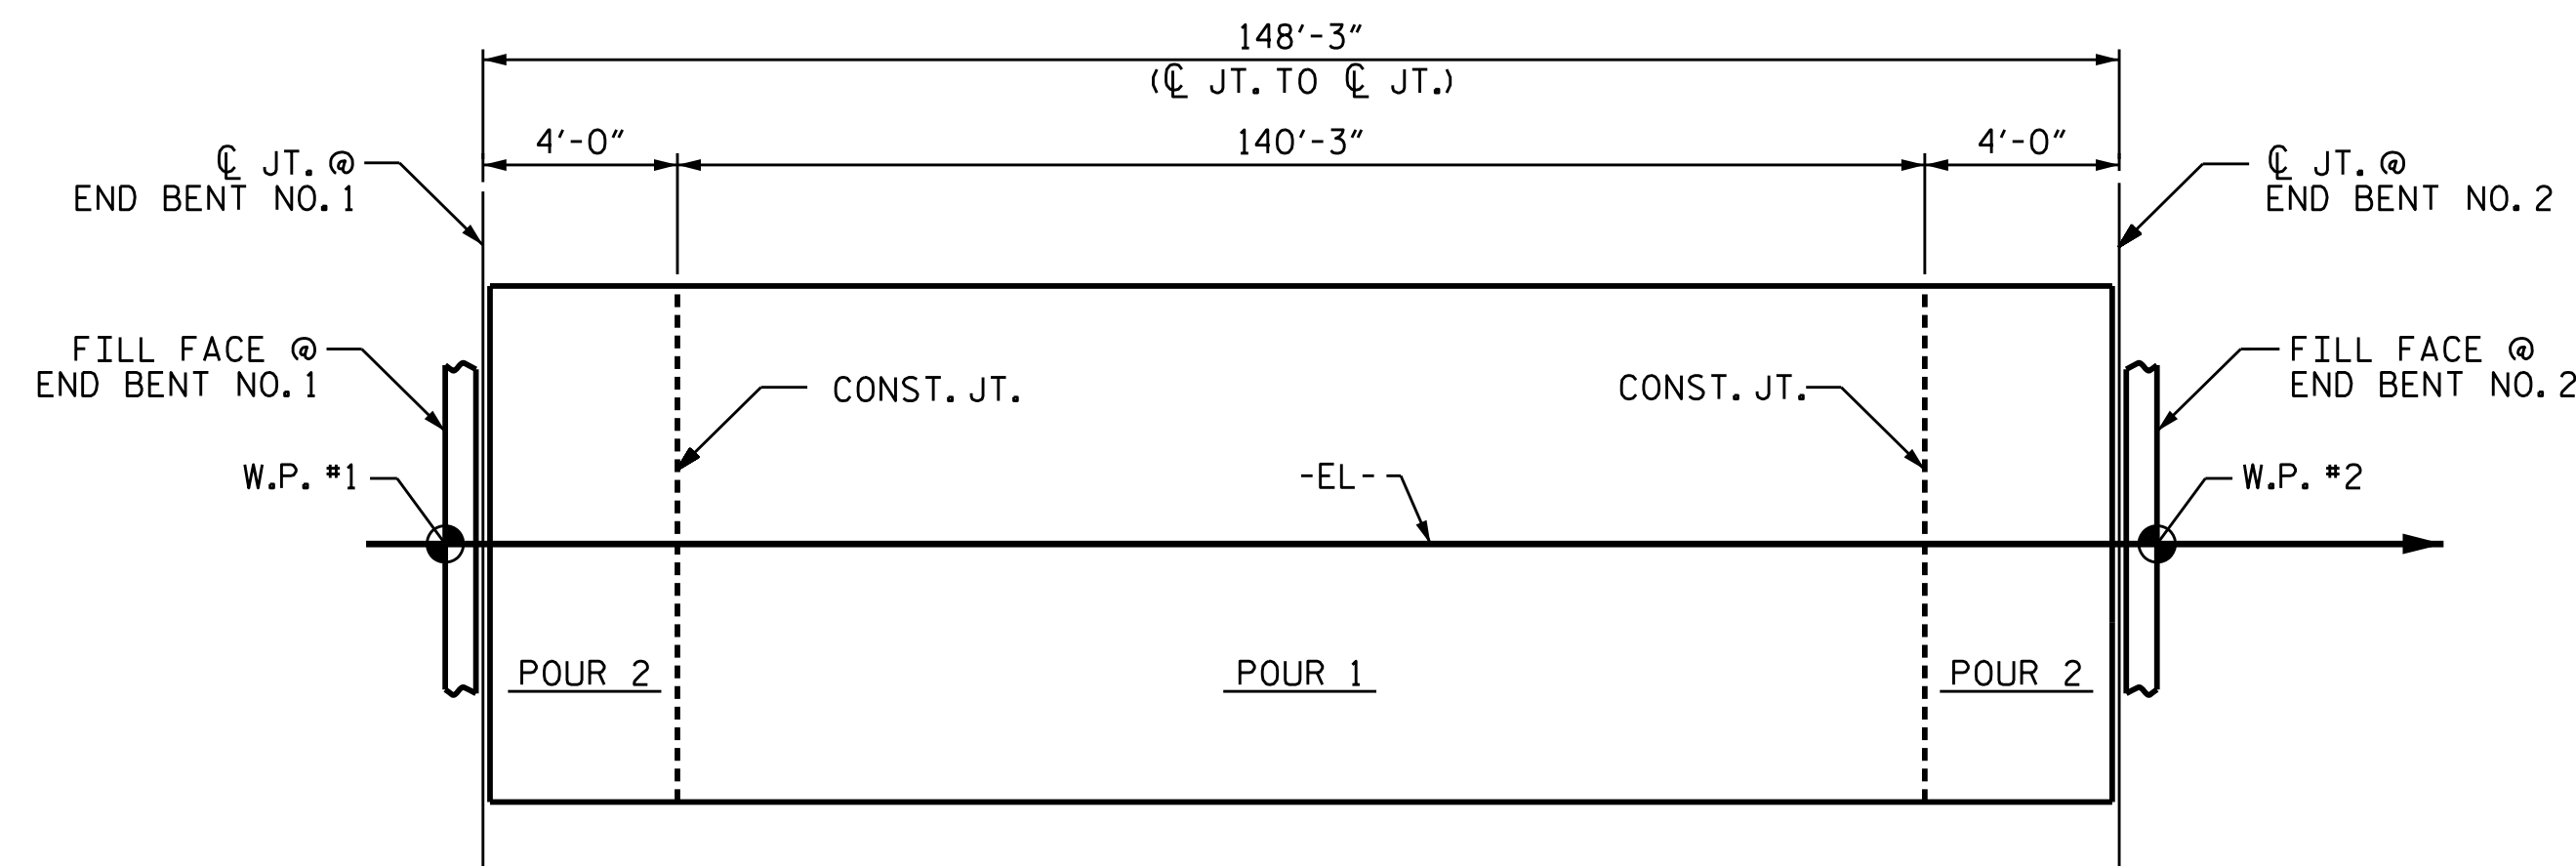 148'-3"
(℄ JT. TO ℄ JT.)
4'-0"
140'-3"
4'-0"
℄ JT. @
END BENT NO. 1
℄ JT. @
END BENT NO. 2
FILL FACE @
END BENT NO. 1
CONST. JT.
CONST. JT.
FILL FACE @
END BENT NO. 2
W.P. #1
-EL-
W.P. #2
POUR 2
POUR 1
POUR 2